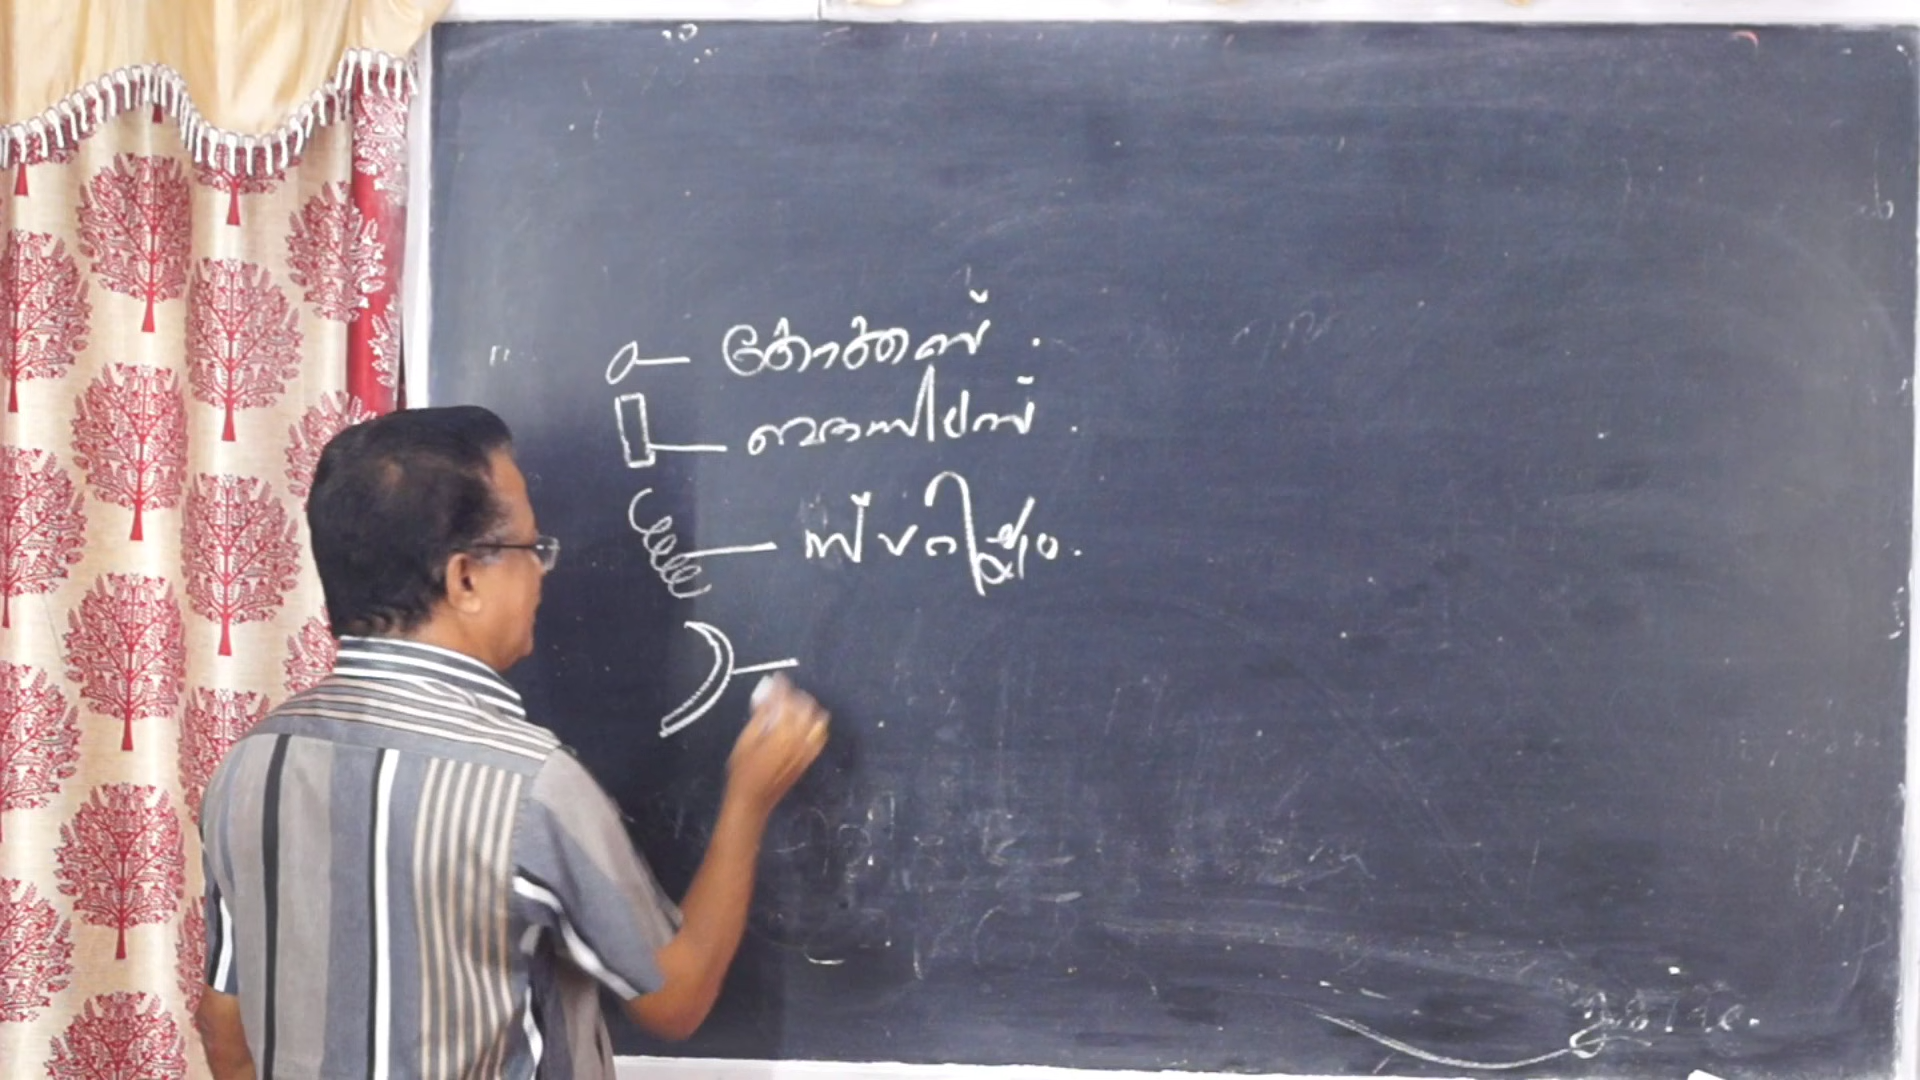 കോക്കസ് .
ബാസിലസ് .
സ്പിറില്ലം .